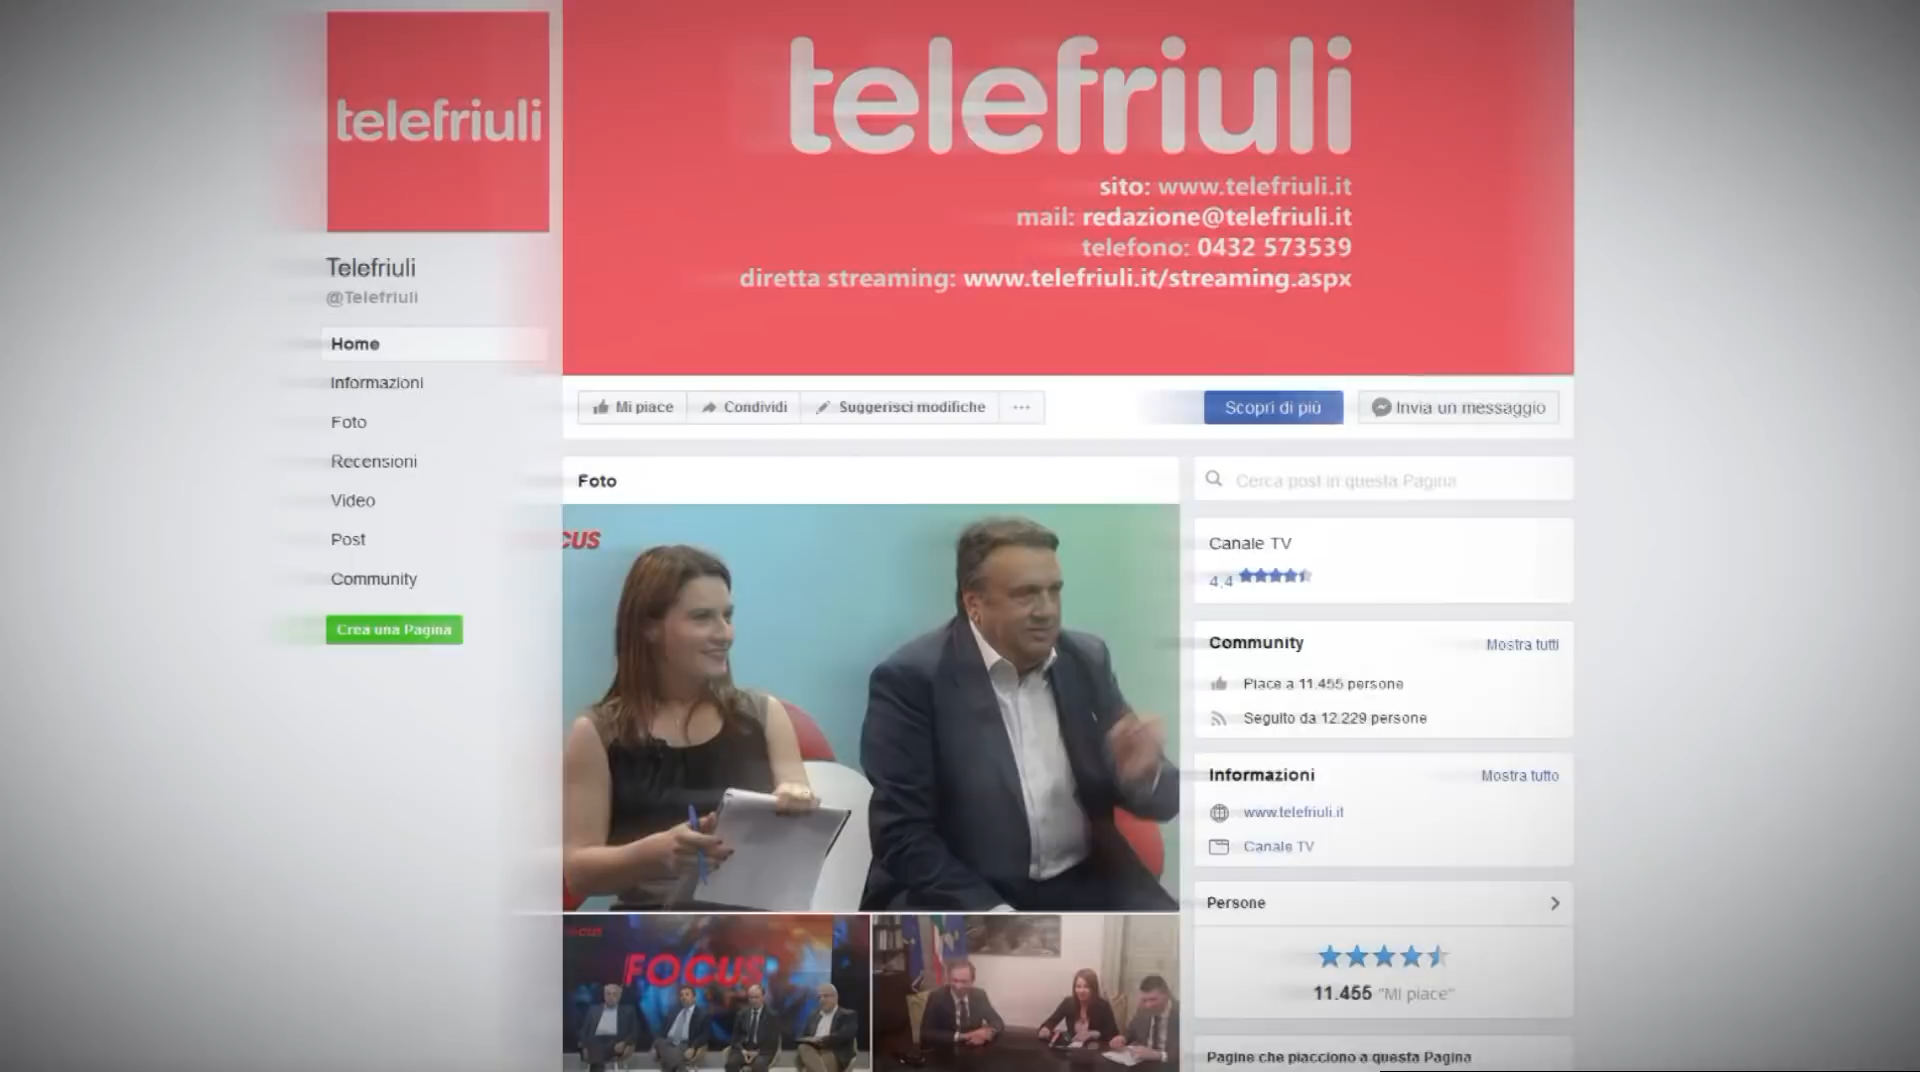 telefriuli
Telefriuli
@Telefriuli
Home
Informazioni
Foto
Recensioni
Video
Post
Community
Crea una Pagina
telefriuli
sito: www.telefriuli.it
mail: redazione@telefriuli.it
telefono: 0432 573539
diretta streaming: www.telefriuli.it/streaming.aspx
Mi piace Condividi Suggerisci modifiche ...
Scopri di più Invia un messaggio
Foto
CUS
FOCUS
Cerca post in questa Pagina
Canale TV
4,4
Community Mostra tutti
Piace a 11.455 persone
Seguito da 12.229 persone
Informazioni Mostra tutto
www.telefriuli.it
Canale TV
Persone
11.455 "Mi piace"
Pagine che piacciono a questa Pagina